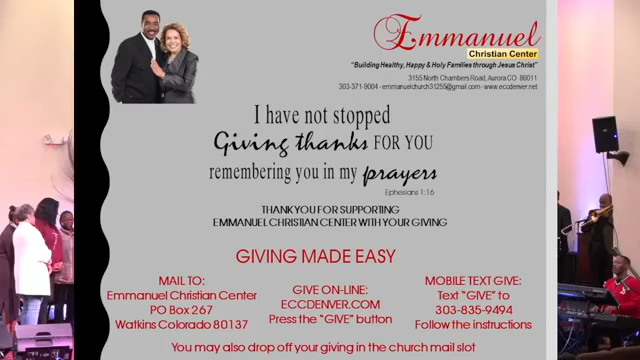 Emmanuel
Christian Center
"Building Healthy, Happy & Holy Families through Jesus Christ"
3155 North Chambers Road, Aurora CO 80011
303-371-9004 - emmanuelchurch31255@gmail.com - www.eccdenver.net
I have not stopped
Giving thanks FOR YOU
remembering you in my prayers
Ephesians 1:16
THANK YOU FOR SUPPORTING
EMMANUEL CHRISTIAN CENTER WITH YOUR GIVING
GIVING MADE EASY
MAIL TO:
Emmanuel Christian Center
PO Box 267
Watkins Colorado 80137
GIVE ON-LINE:
ECCDENVER.COM
Press the "GIVE" button
MOBILE TEXT GIVE:
Text "GIVE" to
303-835-9494
Follow the instructions
You may also drop off your giving in the church mail slot